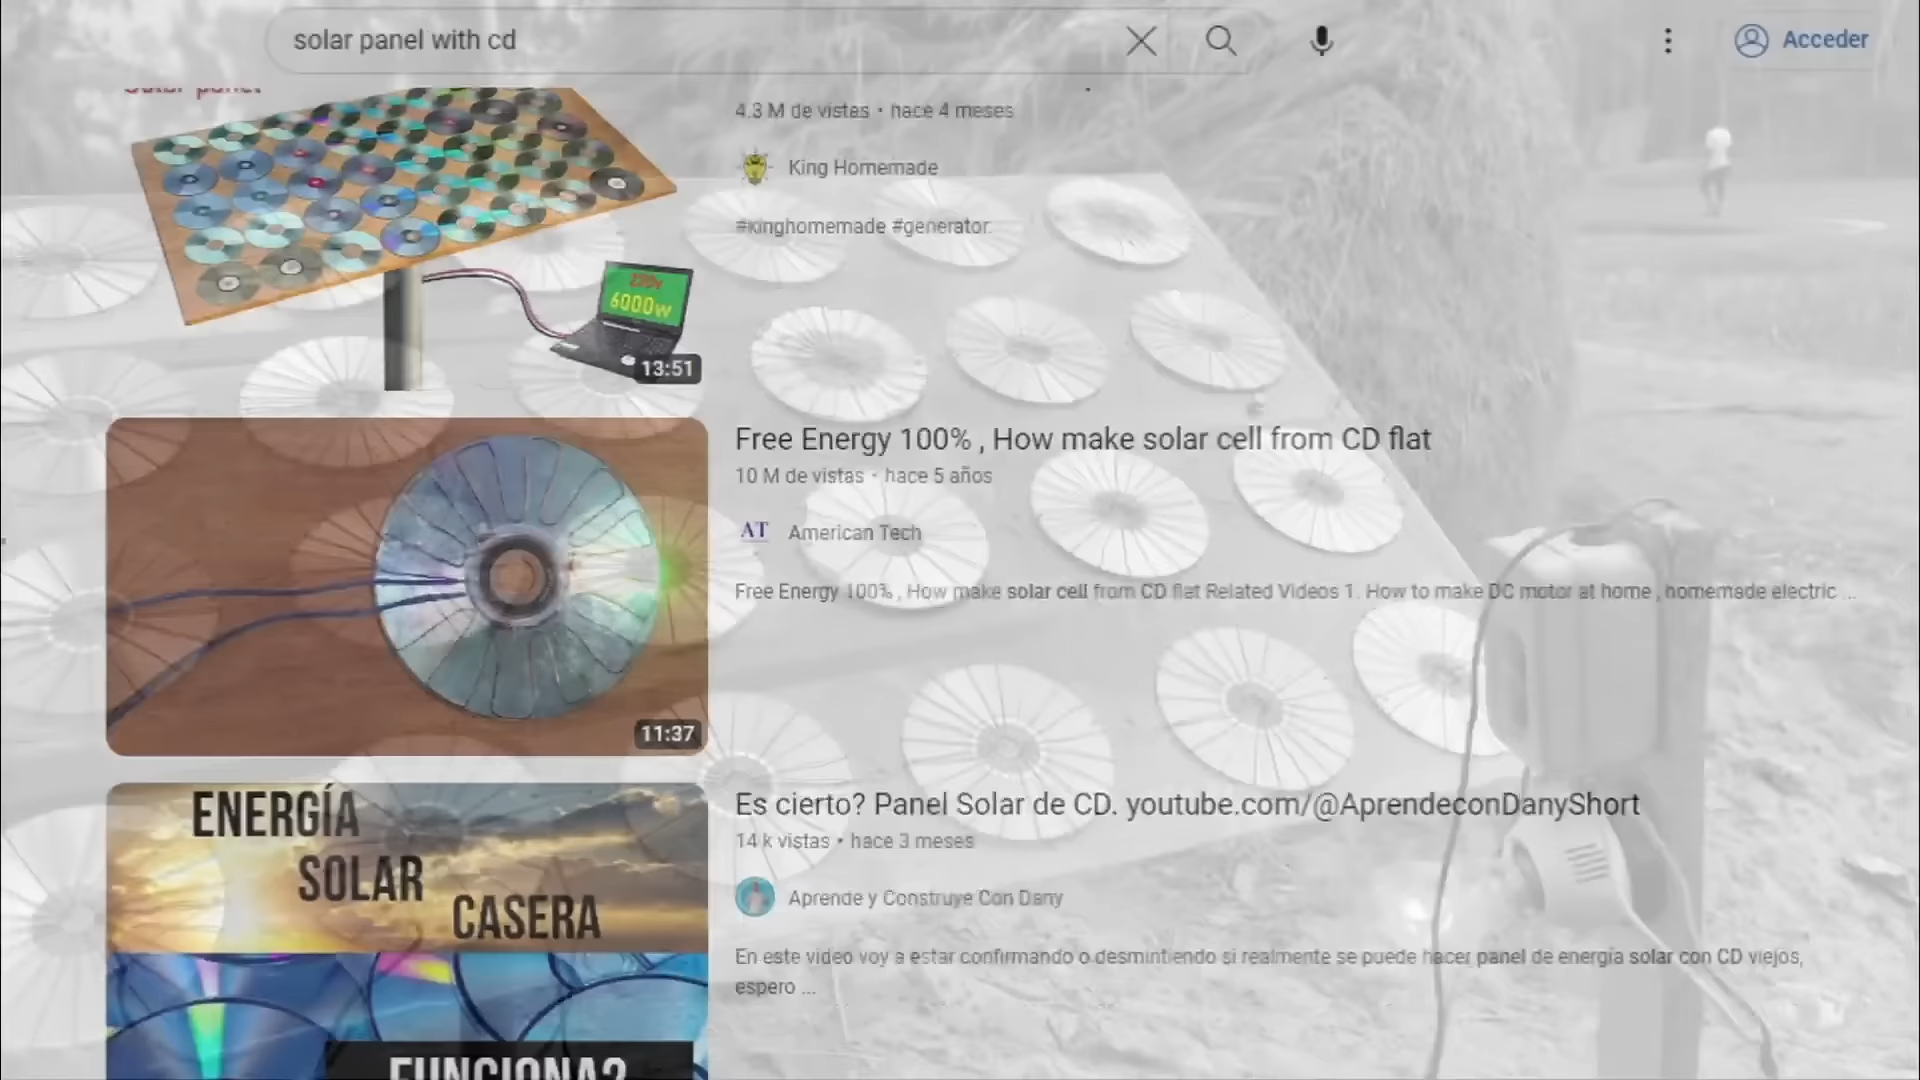 solar panel with cd
Acceder
Solar panel
4.3 M de vistas • hace 4 meses
King Homemade
#kinghomemade #generator
220v
6000w
13:51
Free Energy 100% , How make solar cell from CD flat
10 M de vistas • hace 5 años
AT American Tech
Free Energy 100% , How make solar cell from CD flat Related Videos 1. How to make DC motor at home , homemade electric ...
11:37
ENERGÍA
SOLAR
CASERA
FUNCIONA?
Es cierto? Panel Solar de CD. youtube.com/@AprendeconDanyShort
14 k vistas • hace 3 meses
Aprende y Construye Con Dany
En este video voy a estar confirmando o desmintiendo si realmente se puede hacer panel de energía solar con CD viejos,
espero ...